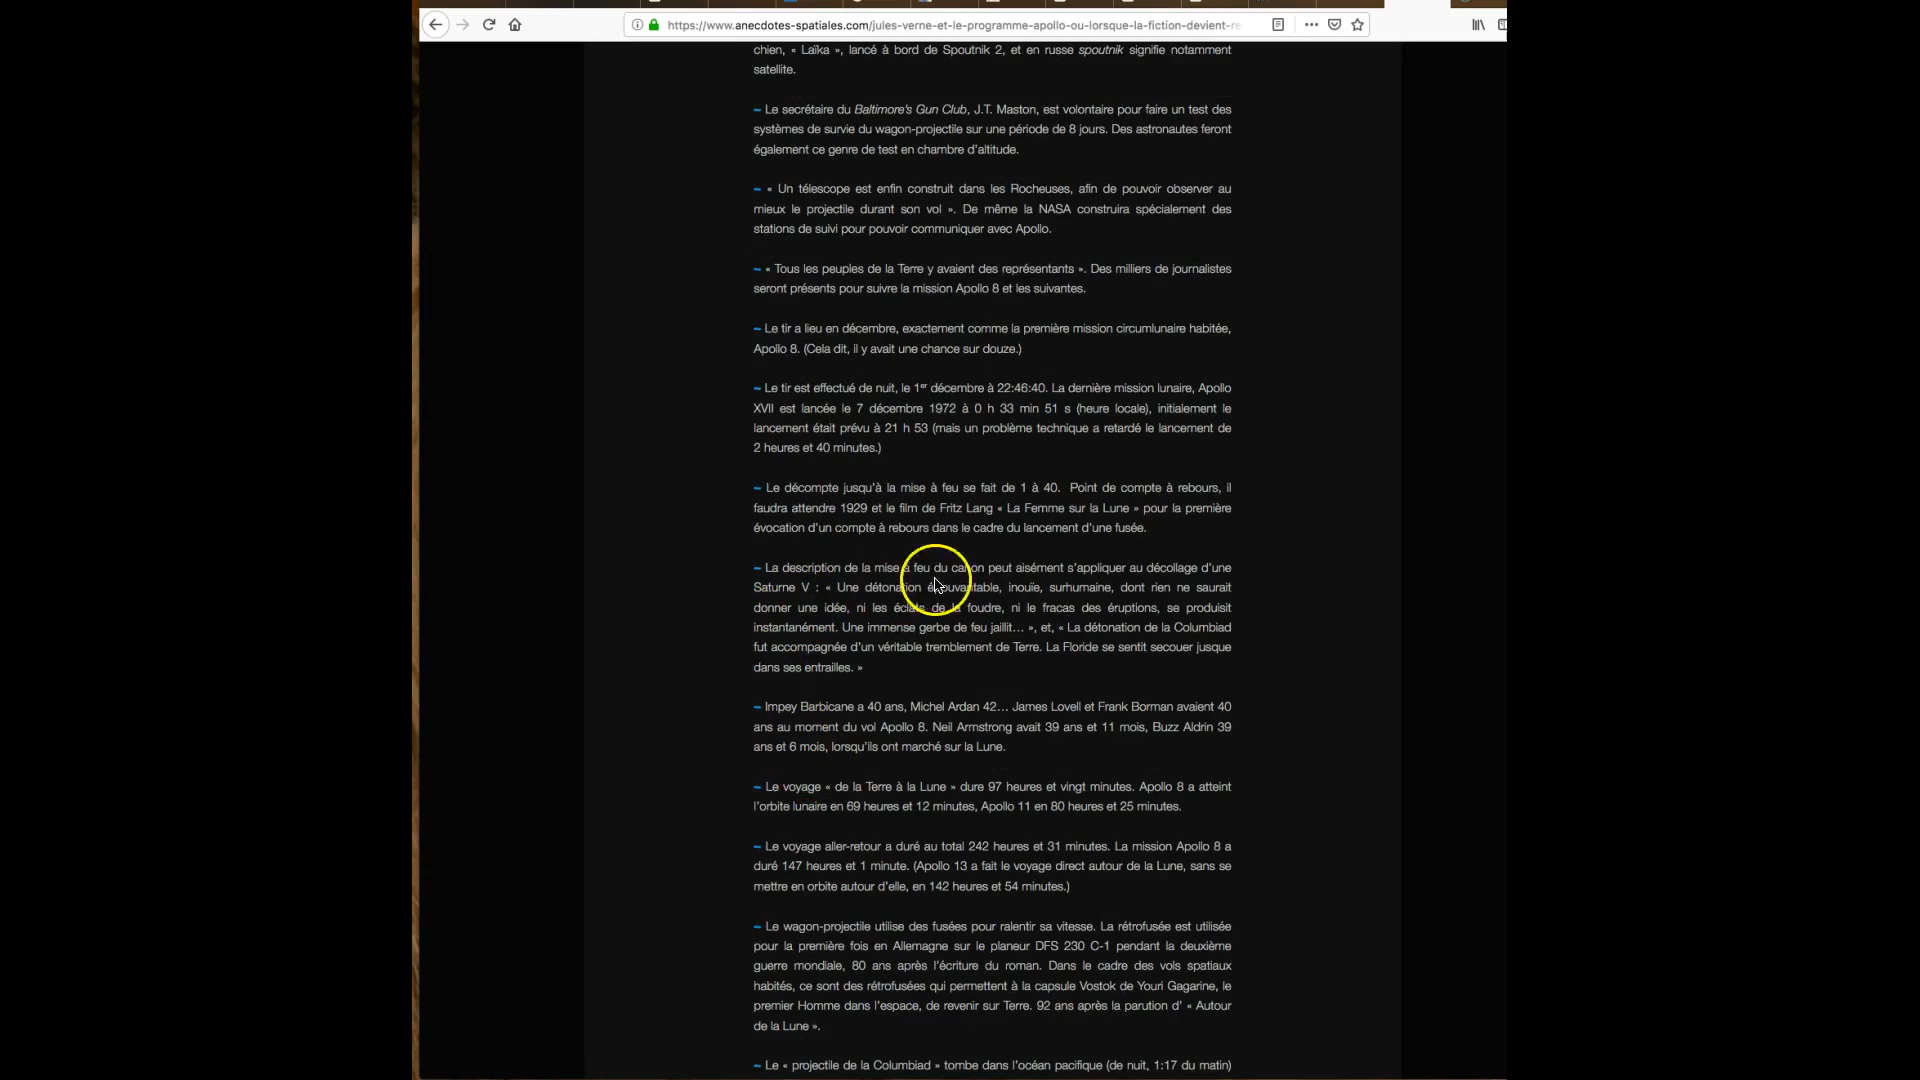 https://www.anecdotes-spatiales.com/jules-verne-et-le-programme-apollo-ou-lorsque-la-fiction-devient-re
chien, « Laïka », lancé à bord de Spoutnik 2, et en russe spoutnik signifie notamment
satellite.
~ Le secrétaire du Baltimore's Gun Club, J.T. Maston, est volontaire pour faire un test des
systèmes de survie du wagon-projectile sur une période de 8 jours. Des astronautes feront
également ce genre de test en chambre d'altitude.
~ « Un télescope est enfin construit dans les Rocheuses, afin de pouvoir observer au
mieux le projectile durant son vol ». De même la NASA construira spécialement des
stations de suivi pour pouvoir communiquer avec Apollo.
~ « Tous les peuples de la Terre y avaient des représentants ». Des milliers de journalistes
seront présents pour suivre la mission Apollo 8 et les suivantes.
~ Le tir a lieu en décembre, exactement comme la première mission circumlunaire habitée,
Apollo 8. (Cela dit, il y avait une chance sur douze.)
~ Le tir est effectué de nuit, le 1er décembre à 22:46:40. La dernière mission lunaire, Apollo
XVII est lancée le 7 décembre 1972 à 0 h 33 min 51 s (heure locale), initialement le
lancement était prévu à 21 h 53 (mais un problème technique a retardé le lancement de
2 heures et 40 minutes.)
~ Le décompte jusqu'à la mise à feu se fait de 1 à 40. Point de compte à rebours, il
faudra attendre 1929 et le film de Fritz Lang « La Femme sur la Lune » pour la première
évocation d'un compte à rebours dans le cadre du lancement d'une fusée.
~ La description de la mise à feu du canon peut aisément s'appliquer au décollage d'une
Saturne V : « Une détonation épouvantable, inouïe, surhumaine, dont rien ne saurait
donner une idée, ni les éclats de la foudre, ni le fracas des éruptions, se produisit
instantanément. Une immense gerbe de feu jaillit… », et, « La détonation de la Columbiad
fut accompagnée d'un véritable tremblement de Terre. La Floride se sentit secouer jusque
dans ses entrailles. »
~ Impey Barbicane a 40 ans, Michel Ardan 42… James Lovell et Frank Borman avaient 40
ans au moment du vol Apollo 8. Neil Armstrong avait 39 ans et 11 mois, Buzz Aldrin 39
ans et 6 mois, lorsqu'ils ont marché sur la Lune.
~ Le voyage « de la Terre à la Lune » dure 97 heures et vingt minutes. Apollo 8 a atteint
l'orbite lunaire en 69 heures et 12 minutes, Apollo 11 en 80 heures et 25 minutes.
~ Le voyage aller-retour a duré au total 242 heures et 31 minutes. La mission Apollo 8 a
duré 147 heures et 1 minute. (Apollo 13 a fait le voyage direct autour de la Lune, sans se
mettre en orbite autour d'elle, en 142 heures et 54 minutes.)
~ Le wagon-projectile utilise des fusées pour ralentir sa vitesse. La rétrofusée est utilisée
pour la première fois en Allemagne sur le planeur DFS 230 C-1 pendant la deuxième
guerre mondiale, 80 ans après l'écriture du roman. Dans le cadre des vols spatiaux
habités, ce sont des rétrofusées qui permettent à la capsule Vostok de Youri Gagarine, le
premier Homme dans l'espace, de revenir sur Terre. 92 ans après la parution d' « Autour
de la Lune ».
~ Le « projectile de la Columbiad » tombe dans l'océan pacifique (de nuit, 1:17 du matin)